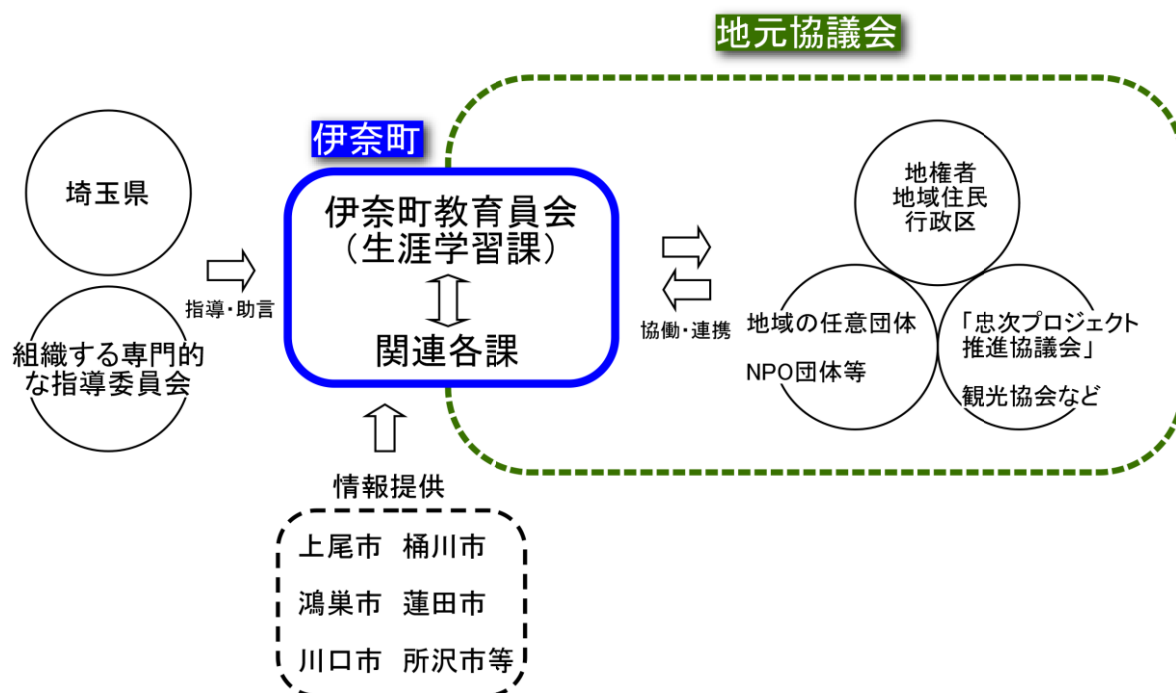 地元協議会
伊奈町
埼玉県
組織する専門的
な指導委員会
指導・助言
伊奈町教育員会
（生涯学習課）
関連各課
協働・連携
地権者
地域住民
行政区
地域の任意団体
NPO団体等
「忠次プロジェクト
推進協議会」
観光協会など
情報提供
上尾市 桶川市
鴻巣市 蓮田市
川口市 所沢市等